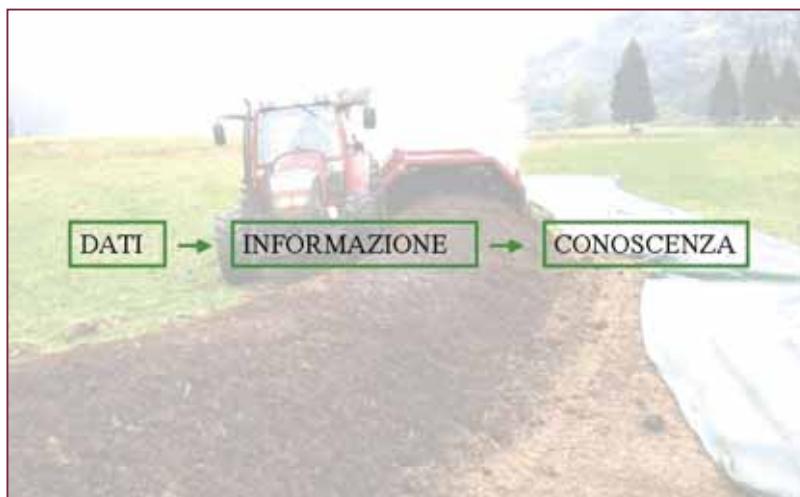 DATI → INFORMAZIONE → CONOSCENZA